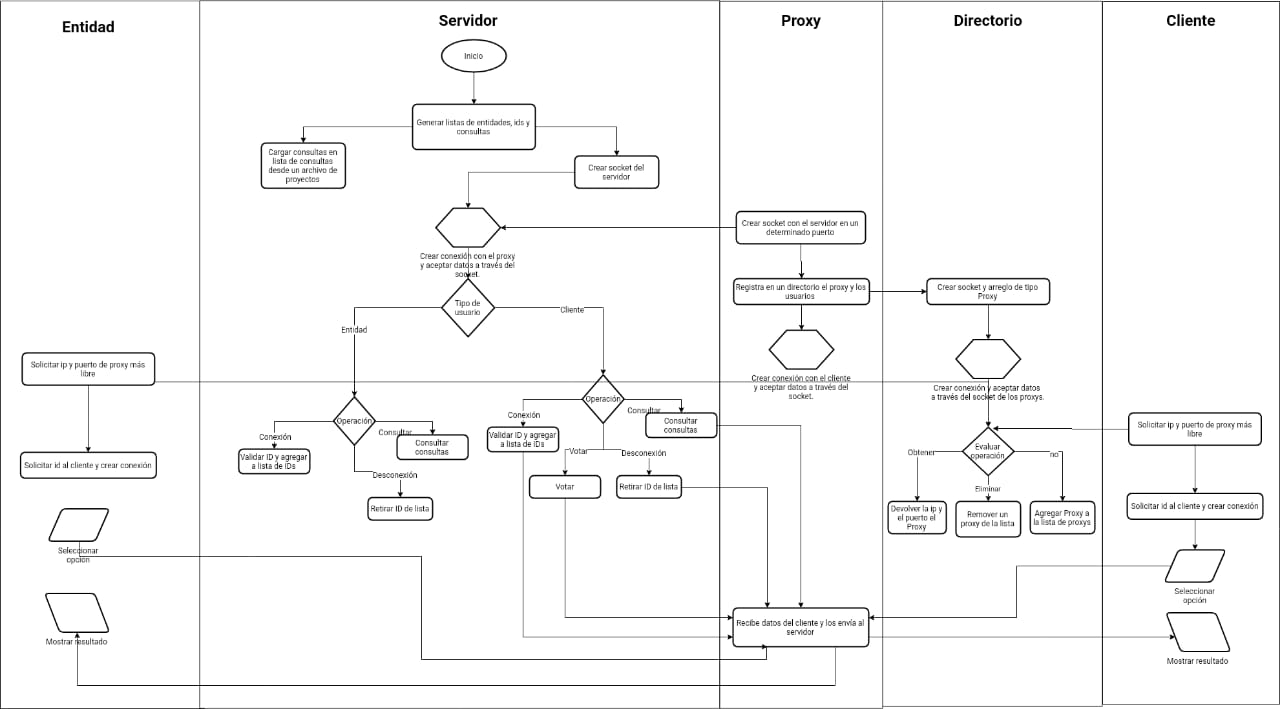 Entidad
Servidor
Proxy
Directorio
Cliente
Inicio
Generar listas de entidades, ids y
consultas
Cargar consultas en
lista de consultas
desde un archivo de
proyectos
Crear socket del
servidor
Crear conexión con el proxy
y aceptar datos a través del
socket.
Tipo de
usuario
Entidad
Cliente
Operación
Conexión
Validar ID y agregar
a lista de IDs
Consultar
Consultar
consultas
Desconexión
Retirar ID de lista
Operación
Conexión
Validar ID y agregar
a lista de IDs
Consultar
Consultar
consultas
Votar
Votar
Desconexión
Retirar ID de lista
Crear socket con el servidor en un
determinado puerto
Registra en un directorio el proxy y los
usuarios
Crear conexión con el cliente
y aceptar datos a través del
socket.
Recibe datos del cliente y los envía al
servidor
Crear socket y arreglo de tipo
Proxy
Crear conexión y aceptar datos
a través del socket de los proxys.
Evaluar
operación
Obtener
Eliminar
no
Devolver la ip y
el puerto el
Proxy
Remover un
proxy de la lista
Agregar Proxy a
la lista de proxys
Solicitar ip y puerto de proxy más
libre
Solicitar id al cliente y crear conexión
Seleccionar
opción
Mostrar resultado
Solicitar ip y puerto de proxy más
libre
Solicitar id al cliente y crear conexión
Seleccionar
opción
Mostrar resultado